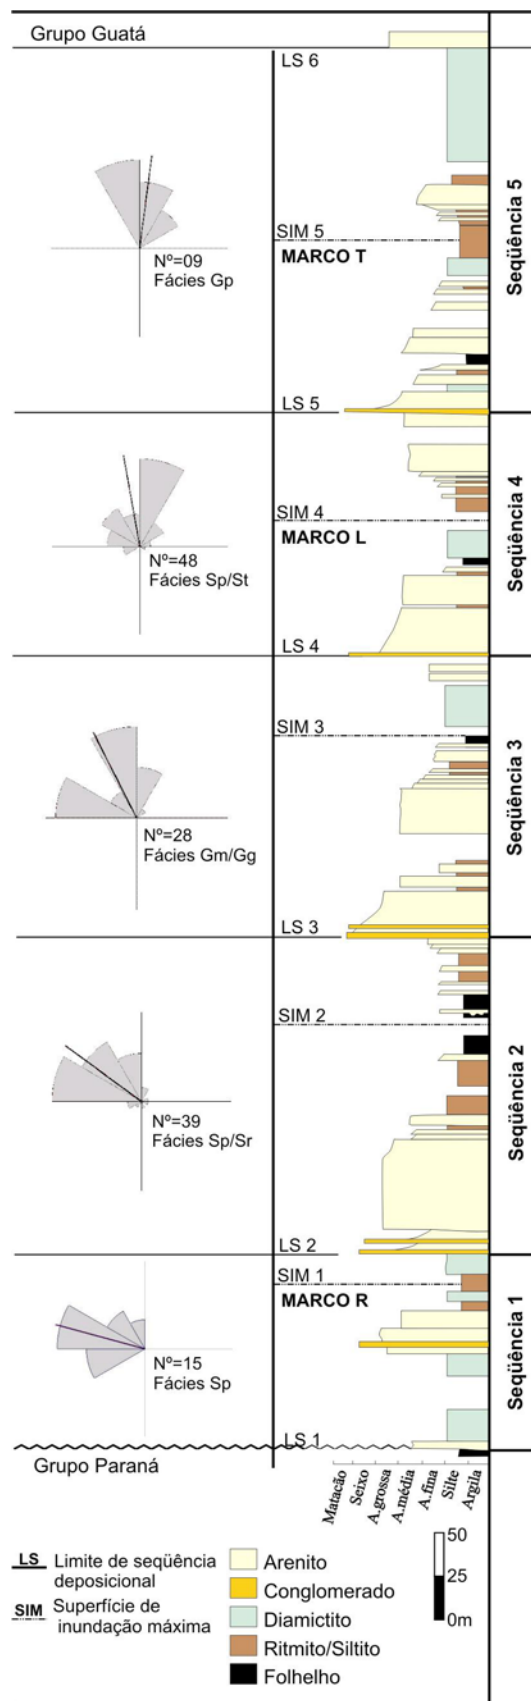 Grupo Guatá
LS 6
Seqüência 5
SIM 5
MARCO T
Nº=09
Fácies Gp
LS 5
Seqüência 4
SIM 4
MARCO L
Nº=48
Fácies Sp/St
LS 4
Seqüência 3
SIM 3
Nº=28
Fácies Gm/Gg
LS 3
Seqüência 2
SIM 2
Nº=39
Fácies Sp/Sr
LS 2
Seqüência 1
SIM 1
MARCO R
Nº=15
Fácies Sp
LS 1
Grupo Paraná
Matacão
Seixo
A.grossa
A.média
A.fina
Silte
Argila
LS Limite de seqüência
deposicional
SIM Superfície de
inundação máxima
Arenito
Conglomerado
Diamictito
Ritmito/Siltito
Folhelho
50
25
0m